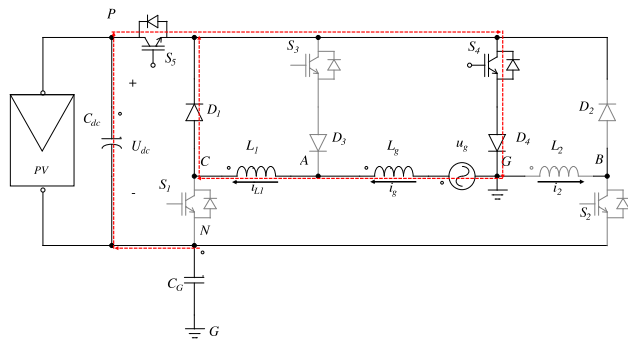 P
S5
S3
S4
+
Cdc
D1
D2
Udc
D3
L1
Lg
ug
D4
L2
PV
C
A
G
B
-
S1
iL1
ig
i2
S2
N
CG
G